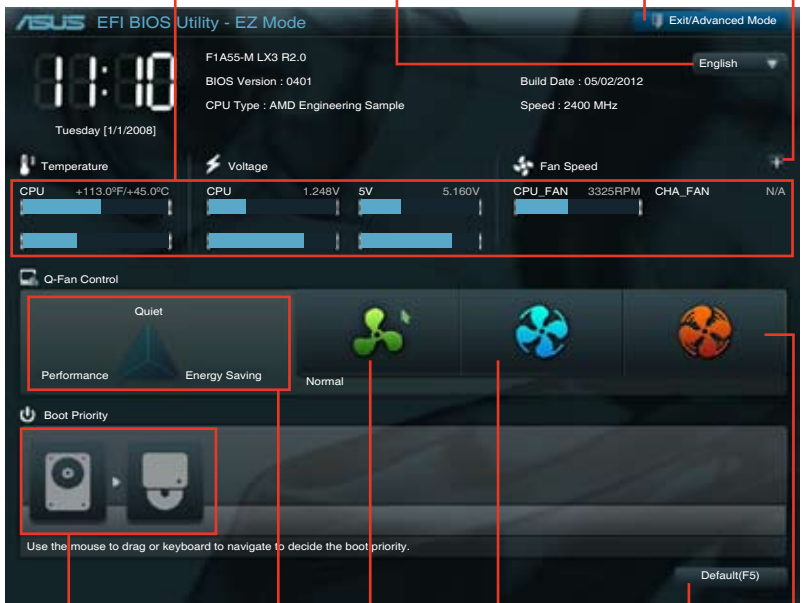 ASUS EFI BIOS Utility - EZ Mode
Exit/Advanced Mode
11:10
Tuesday [1/1/2008]
F1A55-M LX3 R2.0
BIOS Version : 0401
CPU Type : AMD Engineering Sample
English
Build Date : 05/02/2012
Speed : 2400 MHz
Temperature
Voltage
Fan Speed
CPU +113.0ºF/+45.0ºC
CPU 1.248V
5V 5.160V
CPU_FAN 3325RPM
CHA_FAN N/A
Q-Fan Control
Quiet
Performance
Energy Saving
Normal
Boot Priority
Use the mouse to drag or keyboard to navigate to decide the boot priority.
Default(F5)